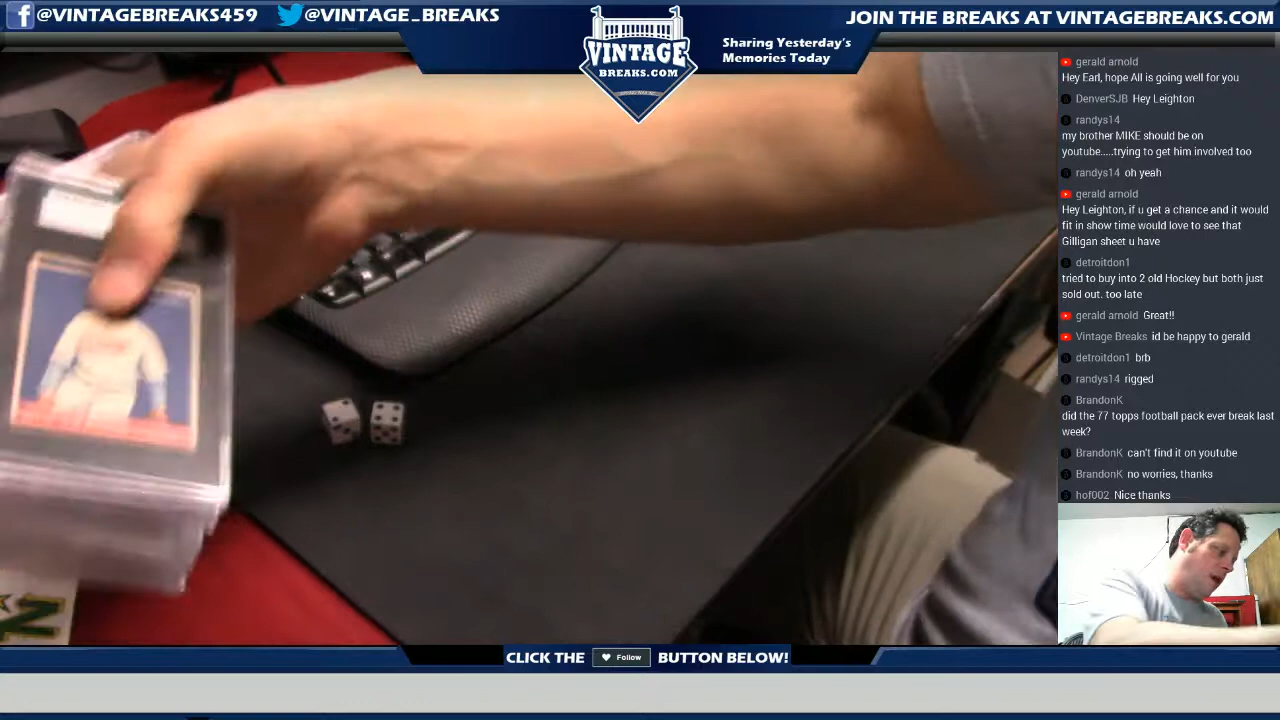 @VINTAGEBREAKS459
@VINTAGE_BREAKS
VINTAGE
BREAKS.COM
Sharing Yesterday's
Memories Today
JOIN THE BREAKS AT VINTAGEBREAKS.COM
gerald arnold
Hey Earl, hope All is going well for you
DenverSJB Hey Leighton
randys14
my brother MIKE should be on
youtube.....trying to get him involved too
randys14 oh yeah
gerald arnold
Hey Leighton, if u get a chance and it would
fit in show time would love to see that
Gilligan sheet u have
detroitdon1
tried to buy into 2 old Hockey but both just
sold out. too late
gerald arnold Great!!
Vintage Breaks id be happy to gerald
detroitdon1 brb
randys14 rigged
BrandonK
did the 77 topps football pack ever break last
week?
BrandonK can't find it on youtube
BrandonK no worries, thanks
hof002 Nice thanks
N
CLICK THE Follow BUTTON BELOW!